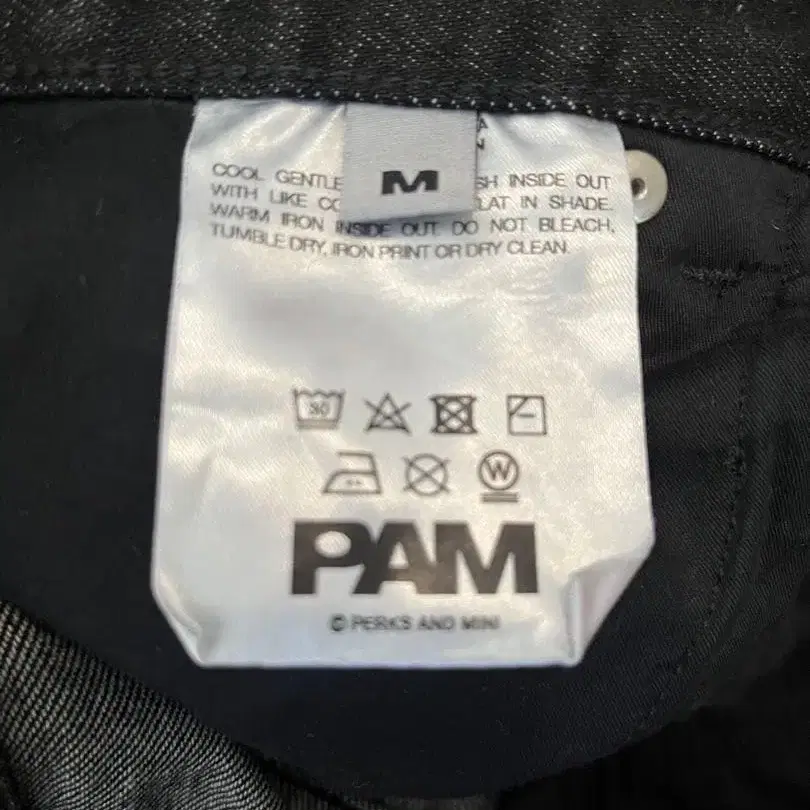 M
COOL GENTLE SH INSIDE OUT
WITH LIKE CO LAT IN SHADE.
WARM IRON INSIDE OUT. DO NOT BLEACH,
TUMBLE DRY, IRON PRINT OR DRY CLEAN.
30
W
PAM
© PERKS AND MINI